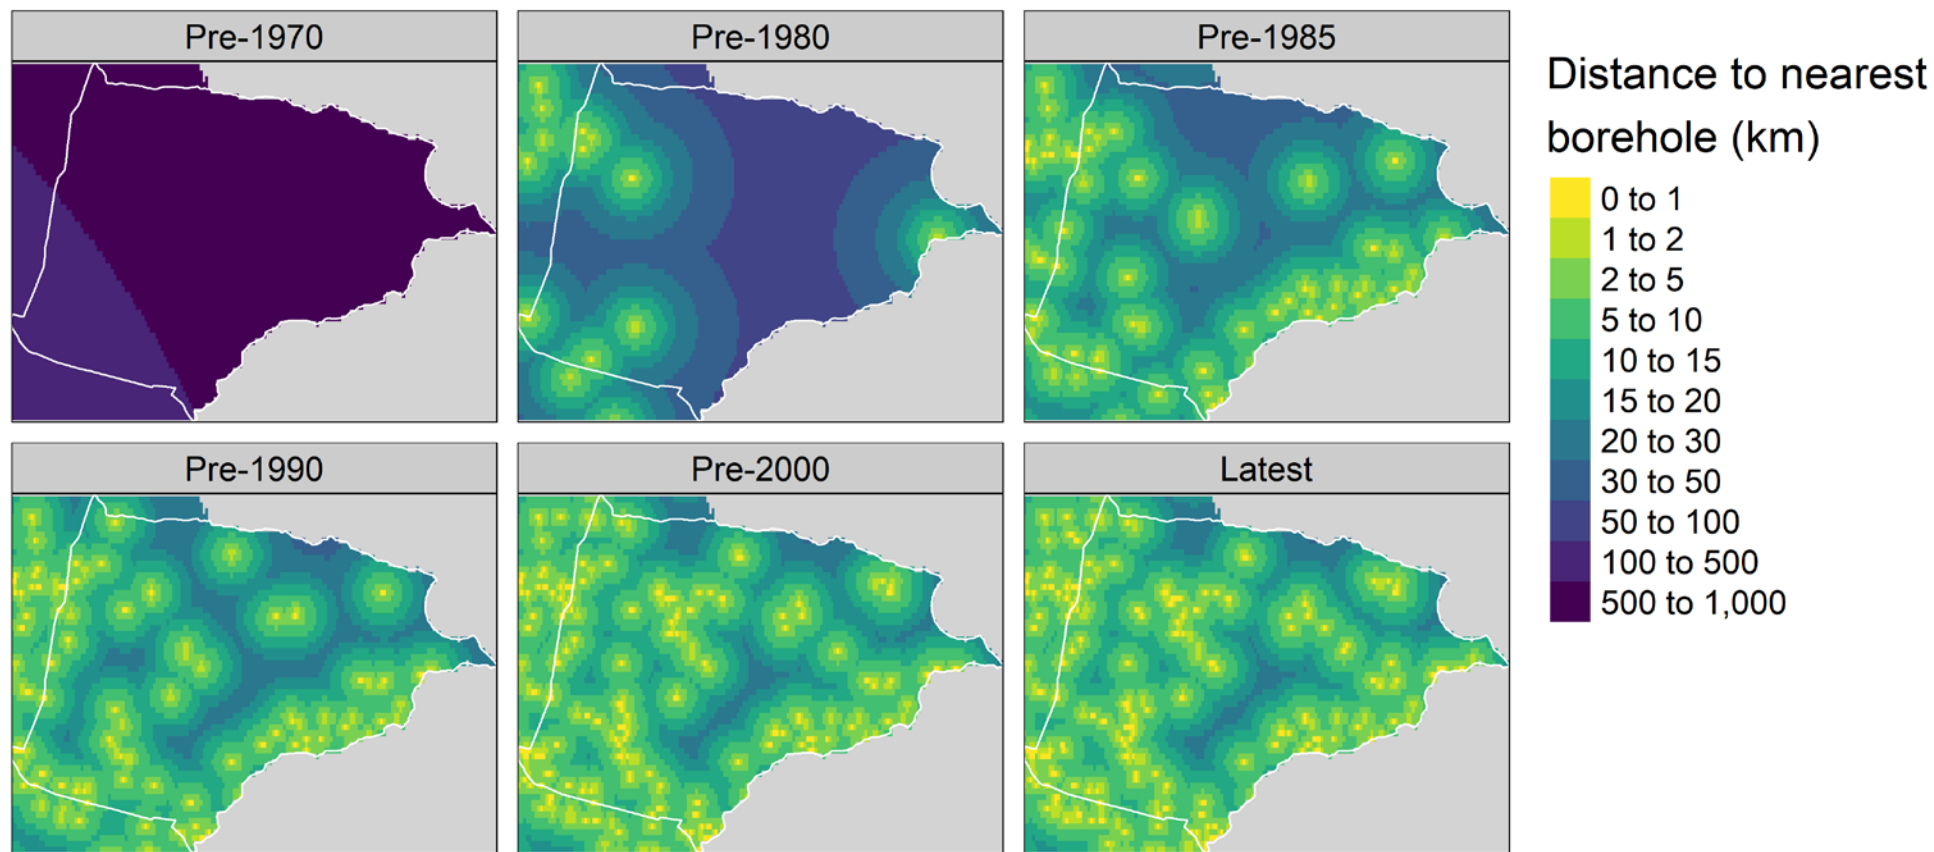 Pre-1970
Pre-1980
Pre-1985
Distance to nearest
borehole (km)
0 to 1
1 to 2
2 to 5
5 to 10
10 to 15
15 to 20
20 to 30
30 to 50
50 to 100
100 to 500
500 to 1,000
Pre-1990
Pre-2000
Latest